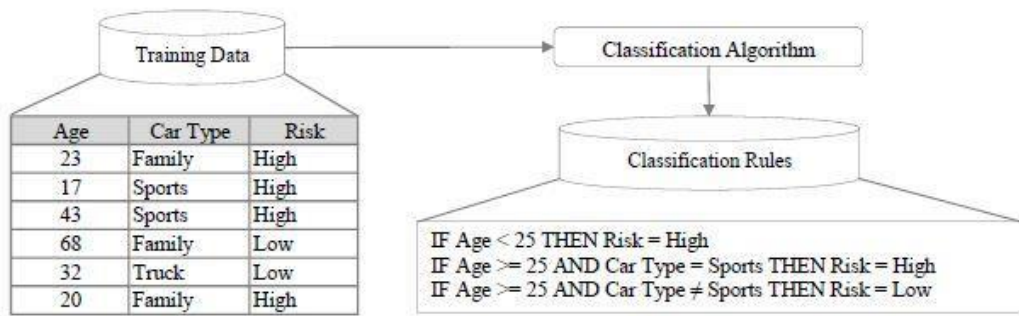 Training Data
Classification Algorithm
Age Car Type Risk
23 Family High
17 Sports High
43 Sports High
68 Family Low
32 Truck Low
20 Family High
Classification Rules
IF Age < 25 THEN Risk = High
IF Age >= 25 AND Car Type = Sports THEN Risk = High
IF Age >= 25 AND Car Type ≠ Sports THEN Risk = Low